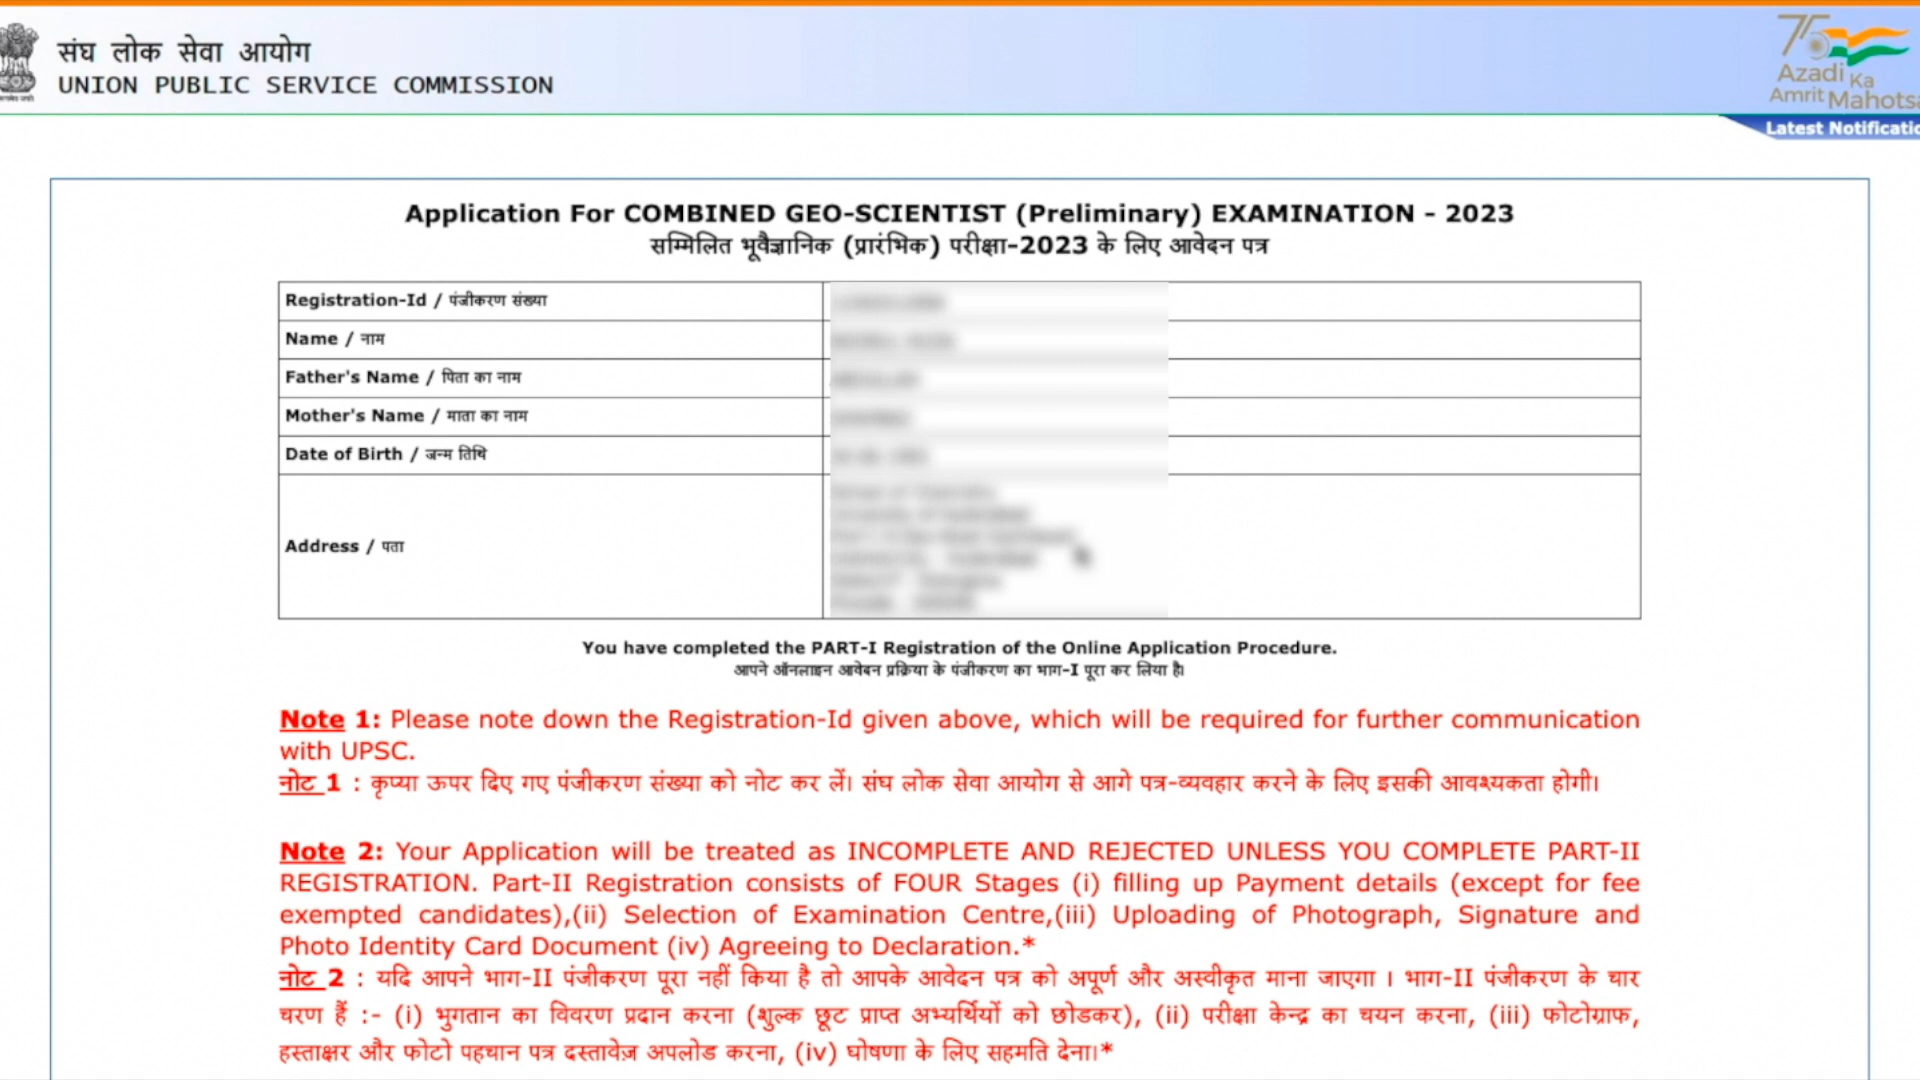 संघ लोक सेवा आयोग
UNION PUBLIC SERVICE COMMISSION
75
Azadi Ka
Amrit Mahotsa
Latest Notificatio
Application For COMBINED GEO-SCIENTIST (Preliminary) EXAMINATION - 2023
सम्मिलित भूवैज्ञानिक (प्रारंभिक) परीक्षा-2023 के लिए आवेदन पत्र
Registration-Id / पंजीकरण संख्या
Name / नाम
Father's Name / पिता का नाम
Mother's Name / माता का नाम
Date of Birth / जन्म तिथि
Address / पता
You have completed the PART-I Registration of the Online Application Procedure.
आपने ऑनलाइन आवेदन प्रक्रिया के पंजीकरण का भाग-I पूरा कर लिया है।
Note 1: Please note down the Registration-Id given above, which will be required for further communication
with UPSC.
नोट 1 : कृप्या ऊपर दिए गए पंजीकरण संख्या को नोट कर लें। संघ लोक सेवा आयोग से आगे पत्र-व्यवहार करने के लिए इसकी आवश्यकता होगी।
Note 2: Your Application will be treated as INCOMPLETE AND REJECTED UNLESS YOU COMPLETE PART-II
REGISTRATION. Part-II Registration consists of FOUR Stages (i) filling up Payment details (except for fee
exempted candidates),(ii) Selection of Examination Centre,(iii) Uploading of Photograph, Signature and
Photo Identity Card Document (iv) Agreeing to Declaration.*
नोट 2 : यदि आपने भाग-II पंजीकरण पूरा नहीं किया है तो आपके आवेदन पत्र को अपूर्ण और अस्वीकृत माना जाएगा । भाग-II पंजीकरण के चार
चरण हैं :- (i) भुगतान का विवरण प्रदान करना (शुल्क छूट प्राप्त अभ्यर्थियों को छोडकर), (ii) परीक्षा केन्द्र का चयन करना, (iii) फोटोग्राफ,
हस्ताक्षर और फोटो पहचान पत्र दस्तावेज़ अपलोड करना, (iv) घोषणा के लिए सहमति देना।*